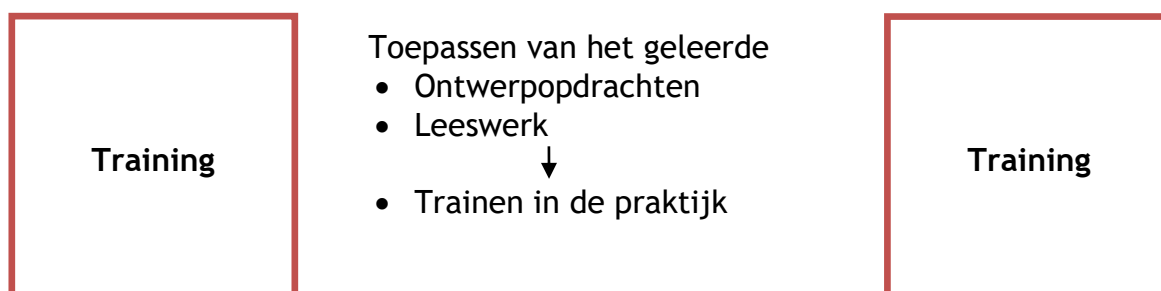 Training
Toepassen van het geleerde
• Ontwerpopdrachten
• Leeswerk
• Trainen in de praktijk
Training